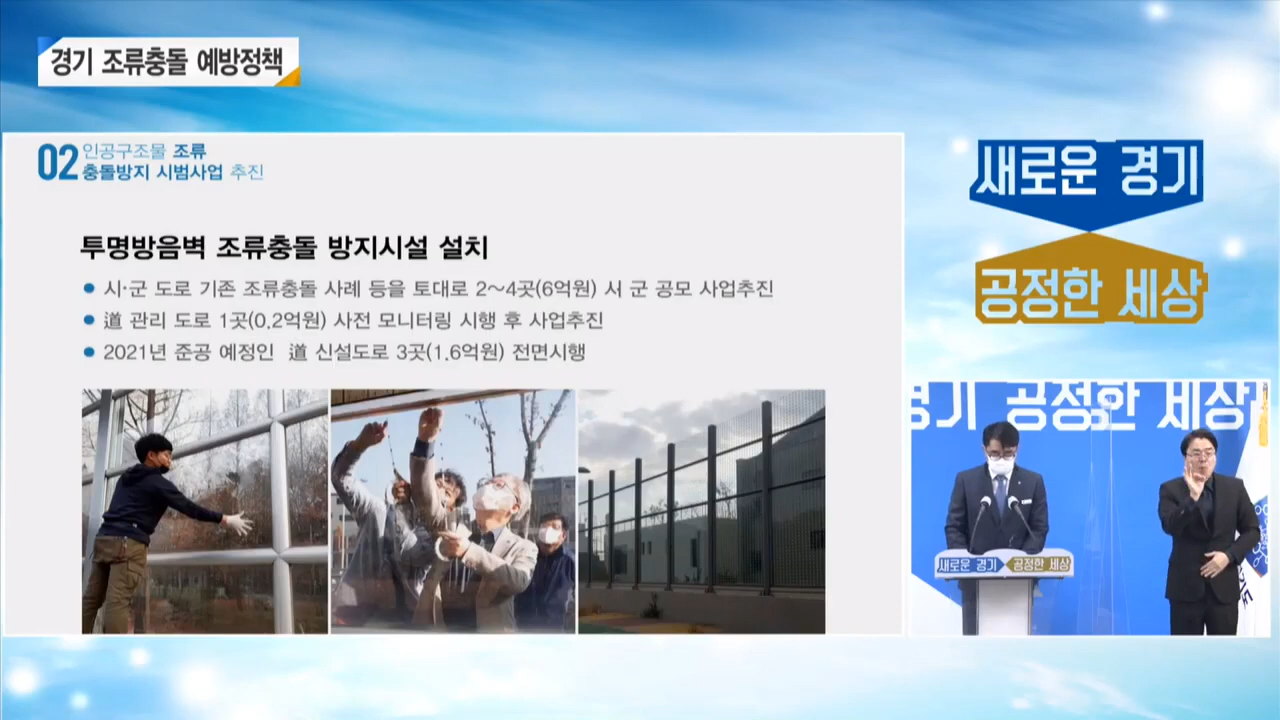 경기 조류충돌 예방정책
02 인공구조물 조류
충돌방지 시범사업 추진
투명방음벽 조류충돌 방지시설 설치
시·군 도로 기존 조류충돌 사례 등을 토대로 2~4곳(6억원) 서 군 공모 사업추진
道 관리 도로 1곳(0.2억원) 사전 모니터링 시행 후 사업추진
2021년 준공 예정인 道 신설도로 3곳(1.6억원) 전면시행
새로운 경기
공정한 세상
경기 공정한 세상
새로운 경기 공정한 세상